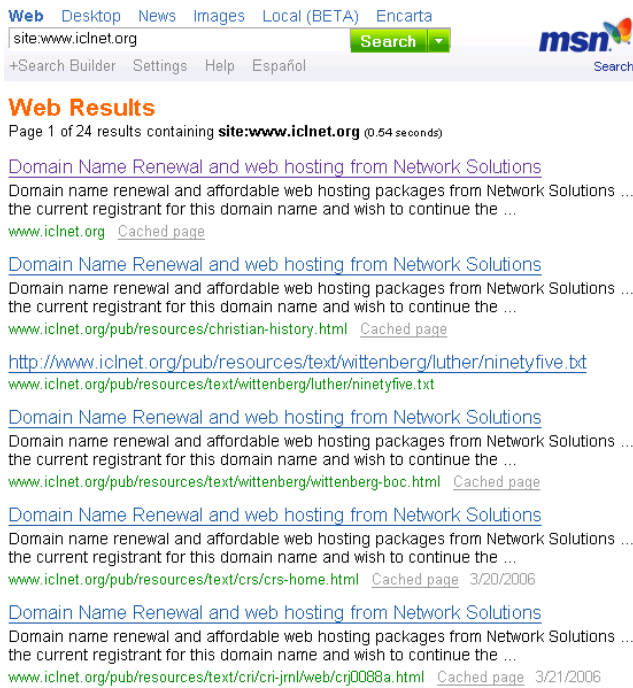 Web Desktop News Images Local (BETA) Encarta
site:www.iclnet.org Search
msn
+Search Builder Settings Help Español Search
Web Results
Page 1 of 24 results containing site:www.iclnet.org (0.54 seconds)
Domain Name Renewal and web hosting from Network Solutions
Domain name renewal and affordable web hosting packages from Network Solutions ...
the current registrant for this domain name and wish to continue the ...
www.iclnet.org Cached page
Domain Name Renewal and web hosting from Network Solutions
Domain name renewal and affordable web hosting packages from Network Solutions ...
the current registrant for this domain name and wish to continue the ...
www.iclnet.org/pub/resources/christian-history.html Cached page
http://www.iclnet.org/pub/resources/text/wittenberg/luther/ninetyfive.txt
www.iclnet.org/pub/resources/text/wittenberg/luther/ninetyfive.txt
Domain Name Renewal and web hosting from Network Solutions
Domain name renewal and affordable web hosting packages from Network Solutions ...
the current registrant for this domain name and wish to continue the ...
www.iclnet.org/pub/resources/text/wittenberg/wittenberg-boc.html Cached page
Domain Name Renewal and web hosting from Network Solutions
Domain name renewal and affordable web hosting packages from Network Solutions ...
the current registrant for this domain name and wish to continue the ...
www.iclnet.org/pub/resources/text/crs/crs-home.html Cached page 3/20/2006
Domain Name Renewal and web hosting from Network Solutions
Domain name renewal and affordable web hosting packages from Network Solutions ...
the current registrant for this domain name and wish to continue the ...
www.iclnet.org/pub/resources/text/cri/cri-jrnl/web/crj0088a.html Cached page 3/21/2006